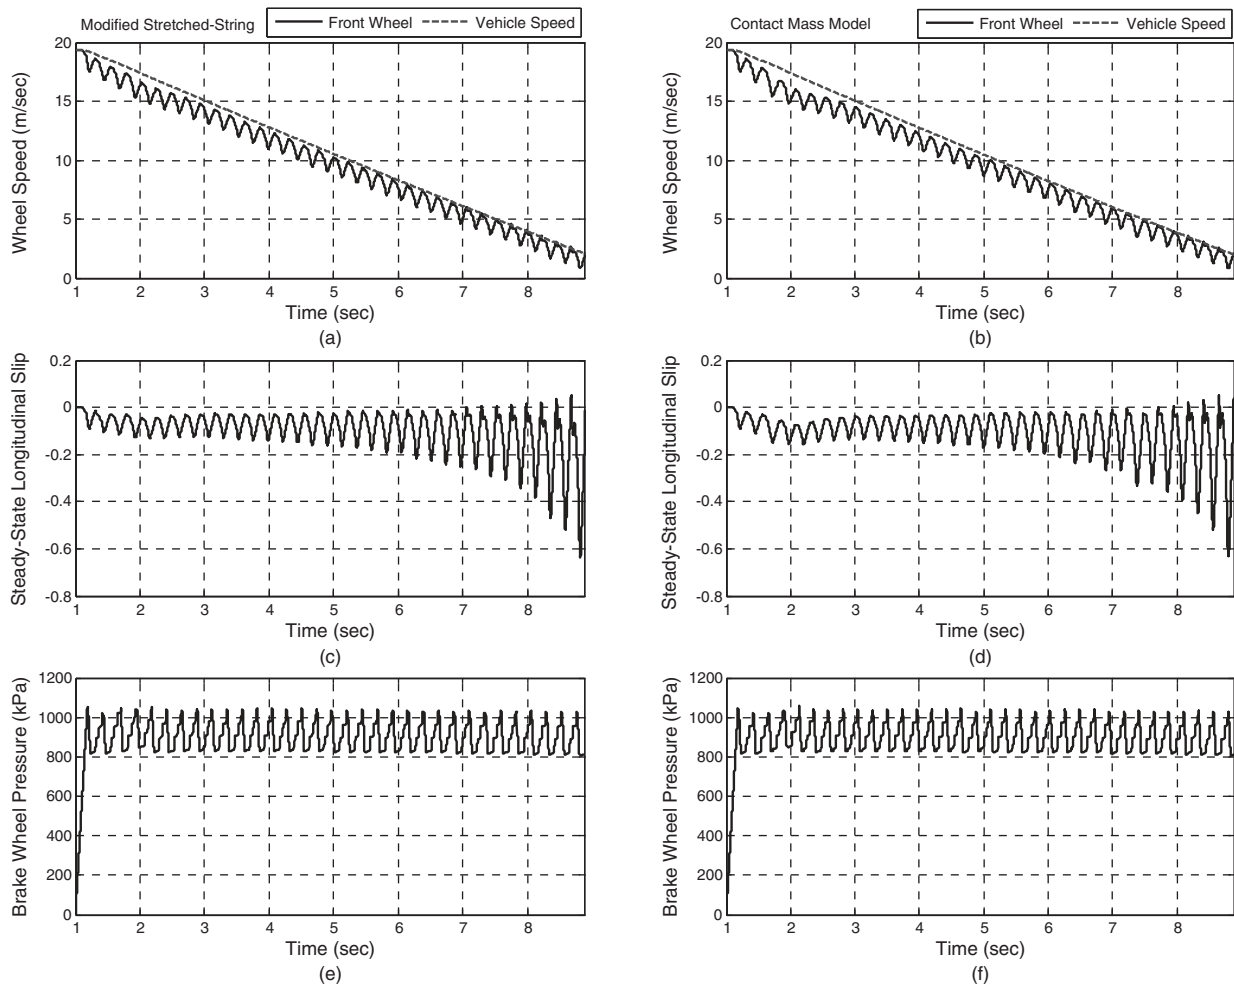 Modified Stretched-String
Front Wheel
Vehicle Speed
Wheel Speed (m/sec)
20
15
10
5
0
1 2 3 4 5 6 7 8
Time (sec)
(a)
Contact Mass Model
Front Wheel
Vehicle Speed
Wheel Speed (m/sec)
20
15
10
5
0
1 2 3 4 5 6 7 8
Time (sec)
(b)
Steady-State Longitudinal Slip
0.2
0
-0.2
-0.4
-0.6
-0.8
1 2 3 4 5 6 7 8
Time (sec)
(c)
Steady-State Longitudinal Slip
0.2
0
-0.2
-0.4
-0.6
-0.8
1 2 3 4 5 6 7 8
Time (sec)
(d)
Brake Wheel Pressure (kPa)
1200
1000
800
600
400
200
0
1 2 3 4 5 6 7 8
Time (sec)
(e)
Brake Wheel Pressure (kPa)
1200
1000
800
600
400
200
0
1 2 3 4 5 6 7 8
Time (sec)
(f)